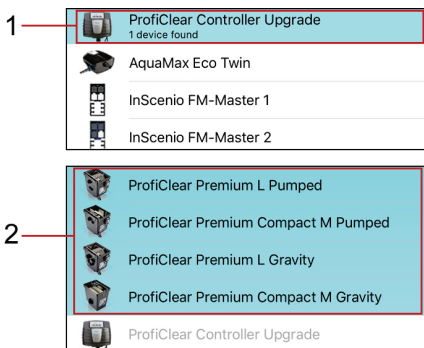 1
ProfiClear Controller Upgrade
1 device found
AquaMax Eco Twin
InScenio FM-Master 1
InScenio FM-Master 2
2
ProfiClear Premium L Pumped
ProfiClear Premium Compact M Pumped
ProfiClear Premium L Gravity
ProfiClear Premium Compact M Gravity
ProfiClear Controller Upgrade